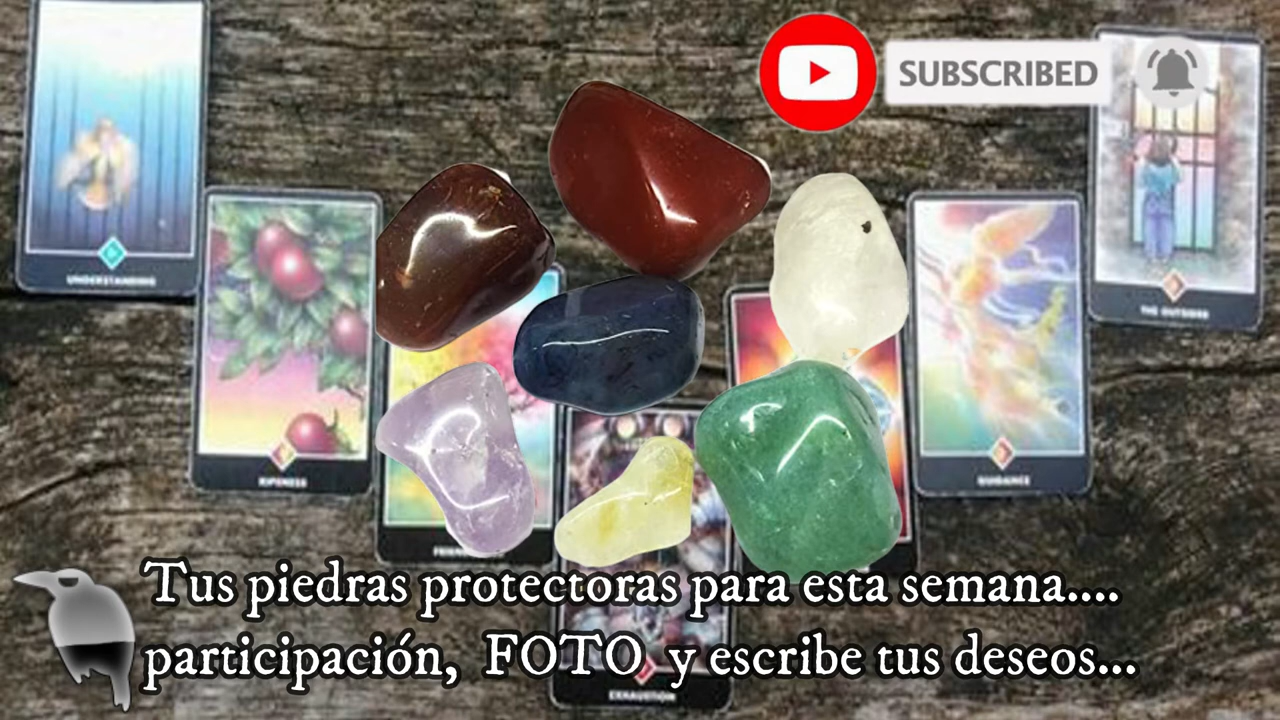 SUBSCRIBED
UNDERSTANDING
THE OUTSIDER
RIPENESS
GUIDANCE
Tus piedras protectoras para esta semana....
participación, FOTO y escribe tus deseos...
EXHAUSTION